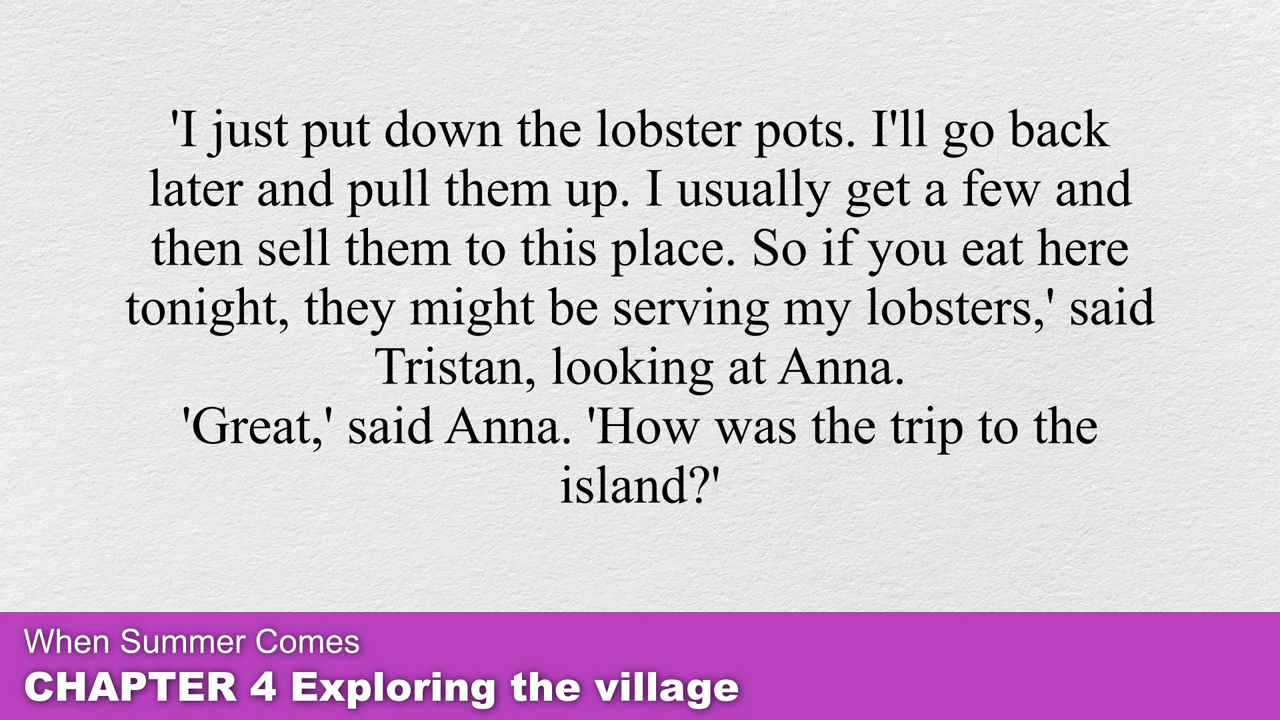 'I just put down the lobster pots. I'll go back
later and pull them up. I usually get a few and
then sell them to this place. So if you eat here
tonight, they might be serving my lobsters,' said
Tristan, looking at Anna.
'Great,' said Anna. 'How was the trip to the
island?'
When Summer Comes
CHAPTER 4 Exploring the village